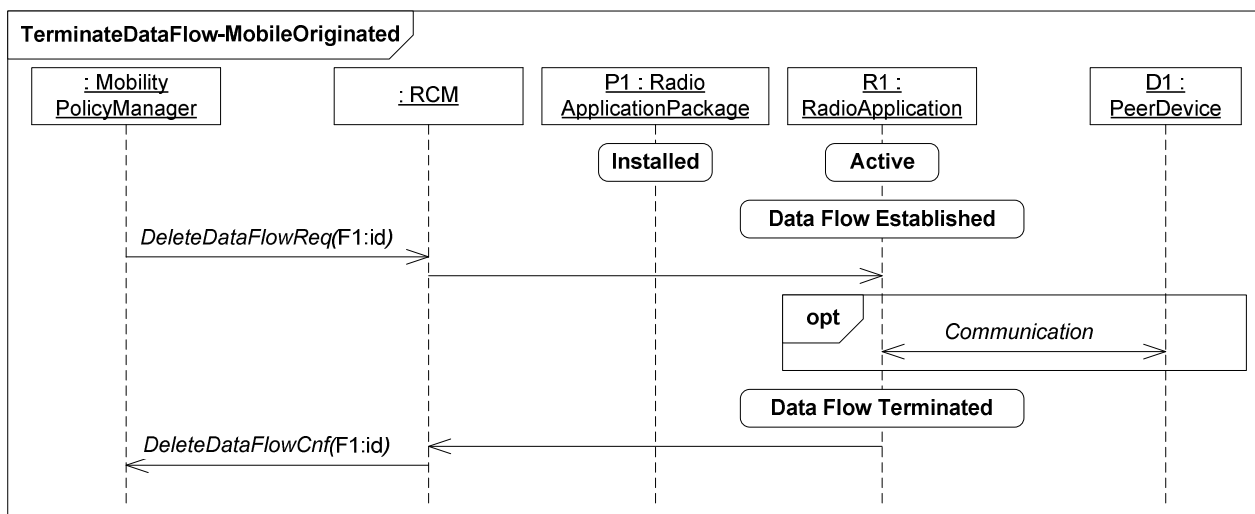 TerminateDataFlow-MobileOriginated
: Mobility
PolicyManager
: RCM
P1 : Radio
ApplicationPackage
R1 :
RadioApplication
D1 :
PeerDevice
Installed
Active
Data Flow Established
DeleteDataFlowReq(F1:id)
opt
Communication
Data Flow Terminated
DeleteDataFlowCnf(F1:id)